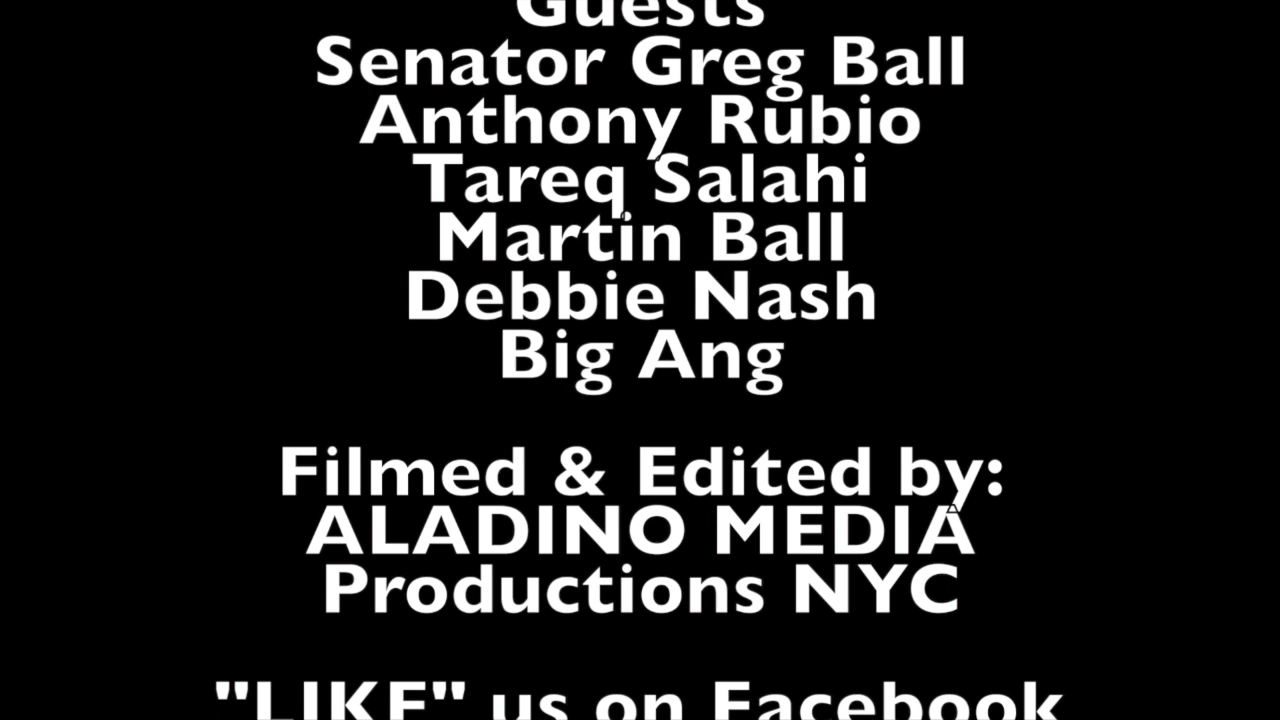 Guests
Senator Greg Ball
Anthony Rubio
Tareq Salahi
Martin Ball
Debbie Nash
Big Ang
Filmed & Edited by:
ALADINO MEDIA
Productions NYC
"LIKE" us on Facebook